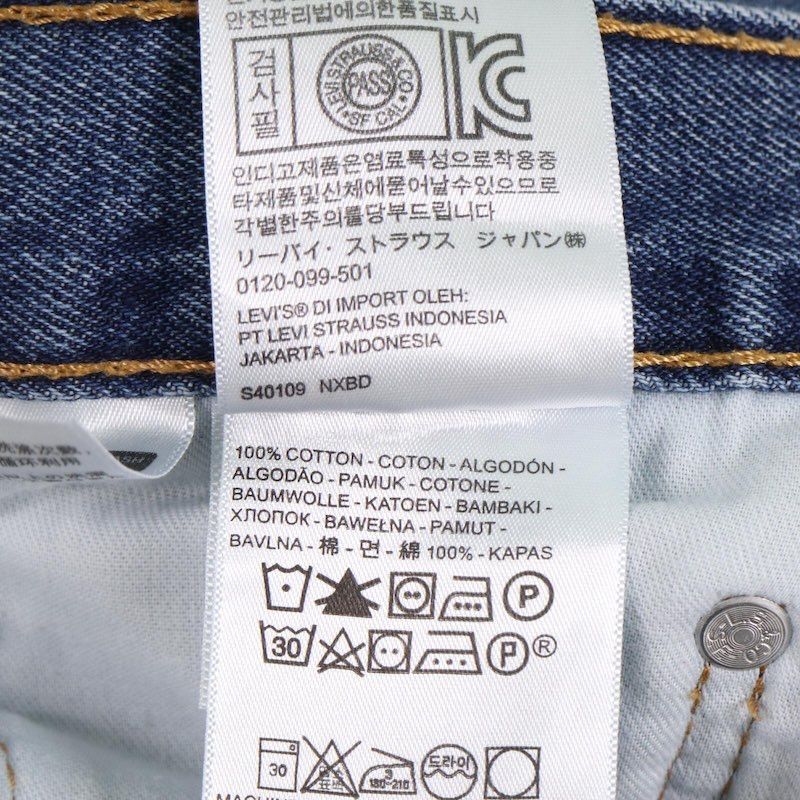 안전관리법에의한품질표시
검사필
LEVI STRAUSS & CO.
PASS
SF CAL
인디고제품은염료특성으로착용중
타제품및신체에묻어날수있으므로
각별한주의를당부드립니다
リーバイ・ストラウス ジャパン㈱
0120-099-501
LEVI'S® DI IMPORT OLEH:
PT LEVI STRAUSS INDONESIA
JAKARTA - INDONESIA
S40109 NXBD
100% COTTON - COTON - ALGODÓN -
ALGODÃO - PAMUK - COTONE -
BAUMWOLLE - KATOEN - BAMBAKI -
ХЛОПОК - BAWEŁNA - PAMUT -
BAVLNA - 棉 - 면 - 綿 100% - KAPAS
P
30 P ®
30 3 180~210 드라이